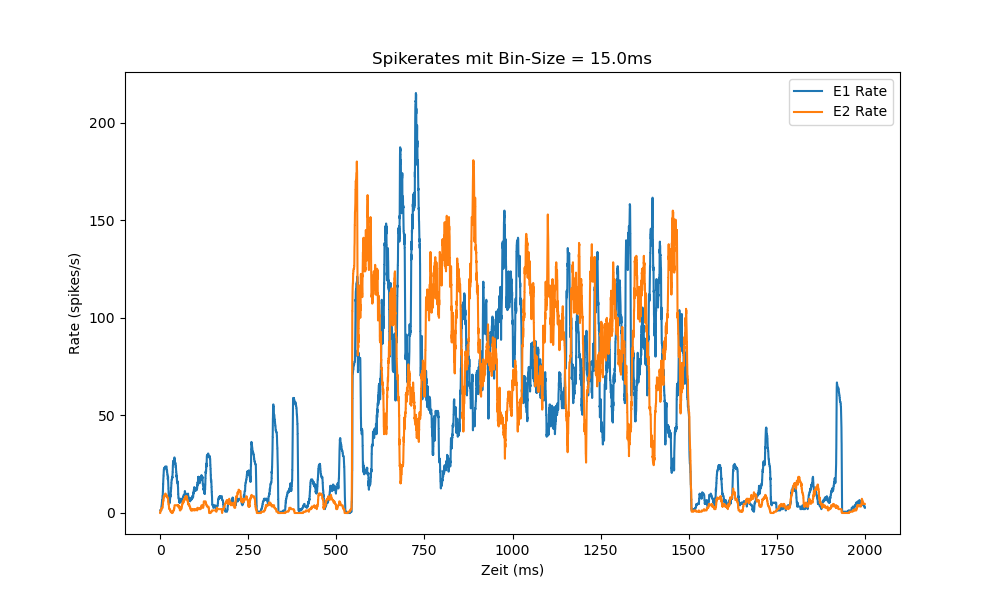 Spikerates mit Bin-Size = 15.0ms
E1 Rate
E2 Rate
Rate (spikes/s)
200
150
100
50
0
0 250 500 750 1000 1250 1500 1750 2000
Zeit (ms)